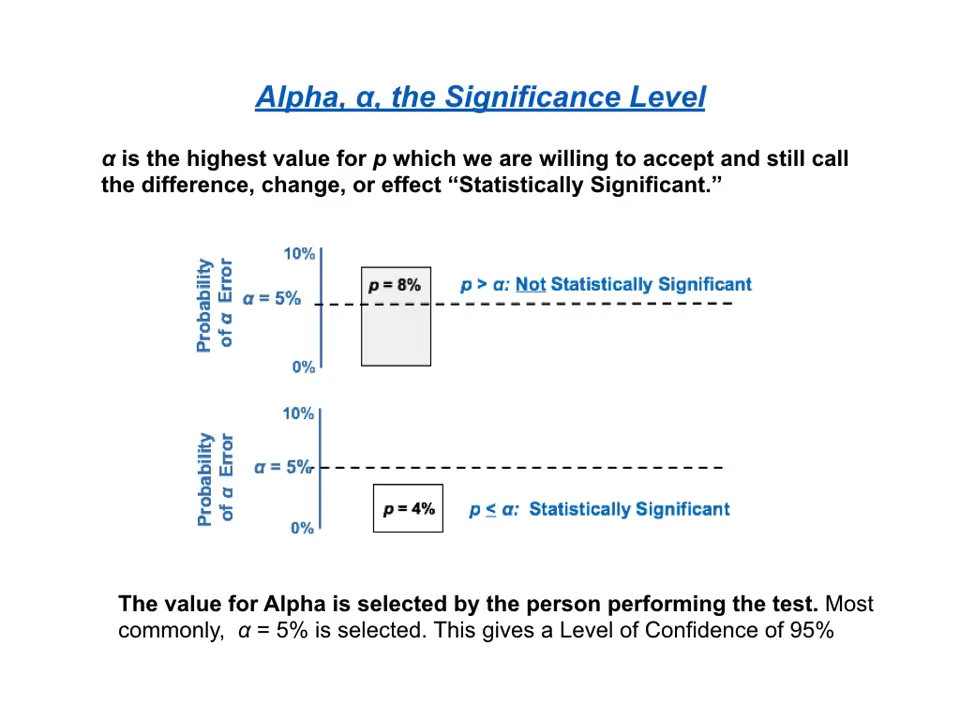 Alpha, α, the Significance Level
α is the highest value for p which we are willing to accept and still call
the difference, change, or effect “Statistically Significant.”
Probability
of α Error
10%
α = 5%
0%
p = 8%
p > α: Not Statistically Significant
Probability
of α Error
10%
α = 5%
0%
p = 4%
p ≤ α: Statistically Significant
The value for Alpha is selected by the person performing the test. Most
commonly, α = 5% is selected. This gives a Level of Confidence of 95%